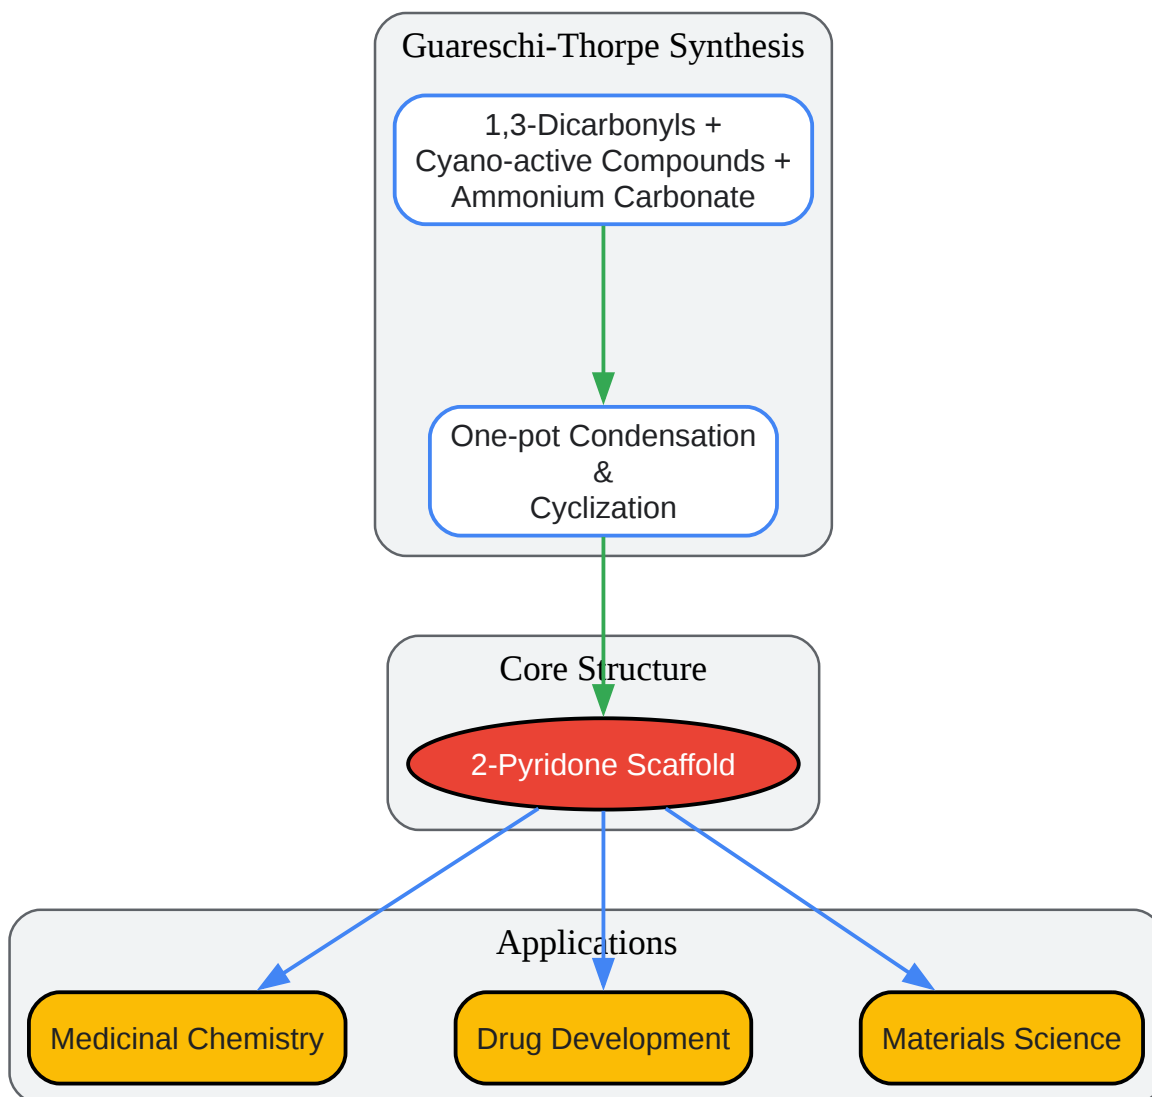 Guareschi-Thorpe Synthesis
1,3-Dicarbonyls +
Cyano-active Compounds +
Ammonium Carbonate
One-pot Condensation
&
Cyclization
Core Structure
2-Pyridone Scaffold
Applications
Medicinal Chemistry
Drug Development
Materials Science